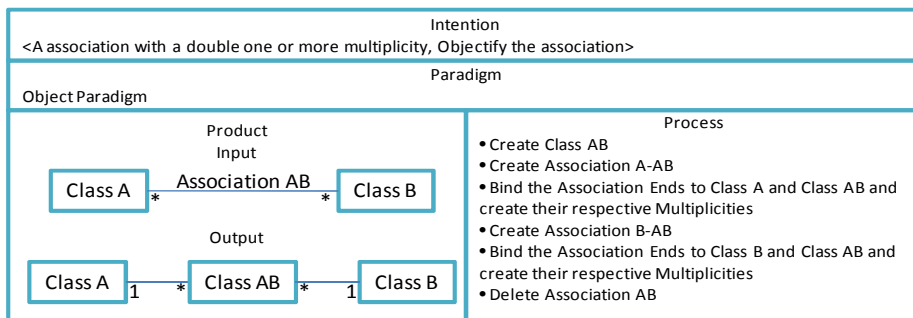 Intention
<A association with a double one or more multiplicity, Objectify the association>
Paradigm
Object Paradigm
Product
Input
Class A
Association AB
Class B
*
*
Output
Class A
Class AB
Class B
1
*
*
1
Process
•Create Class AB
•Create Association A-AB
•Bind the Association Ends to Class A and Class AB and
create their respective Multiplicities
•Create Association B-AB
•Bind the Association Ends to Class B and Class AB and
create their respective Multiplicities
•Delete Association AB